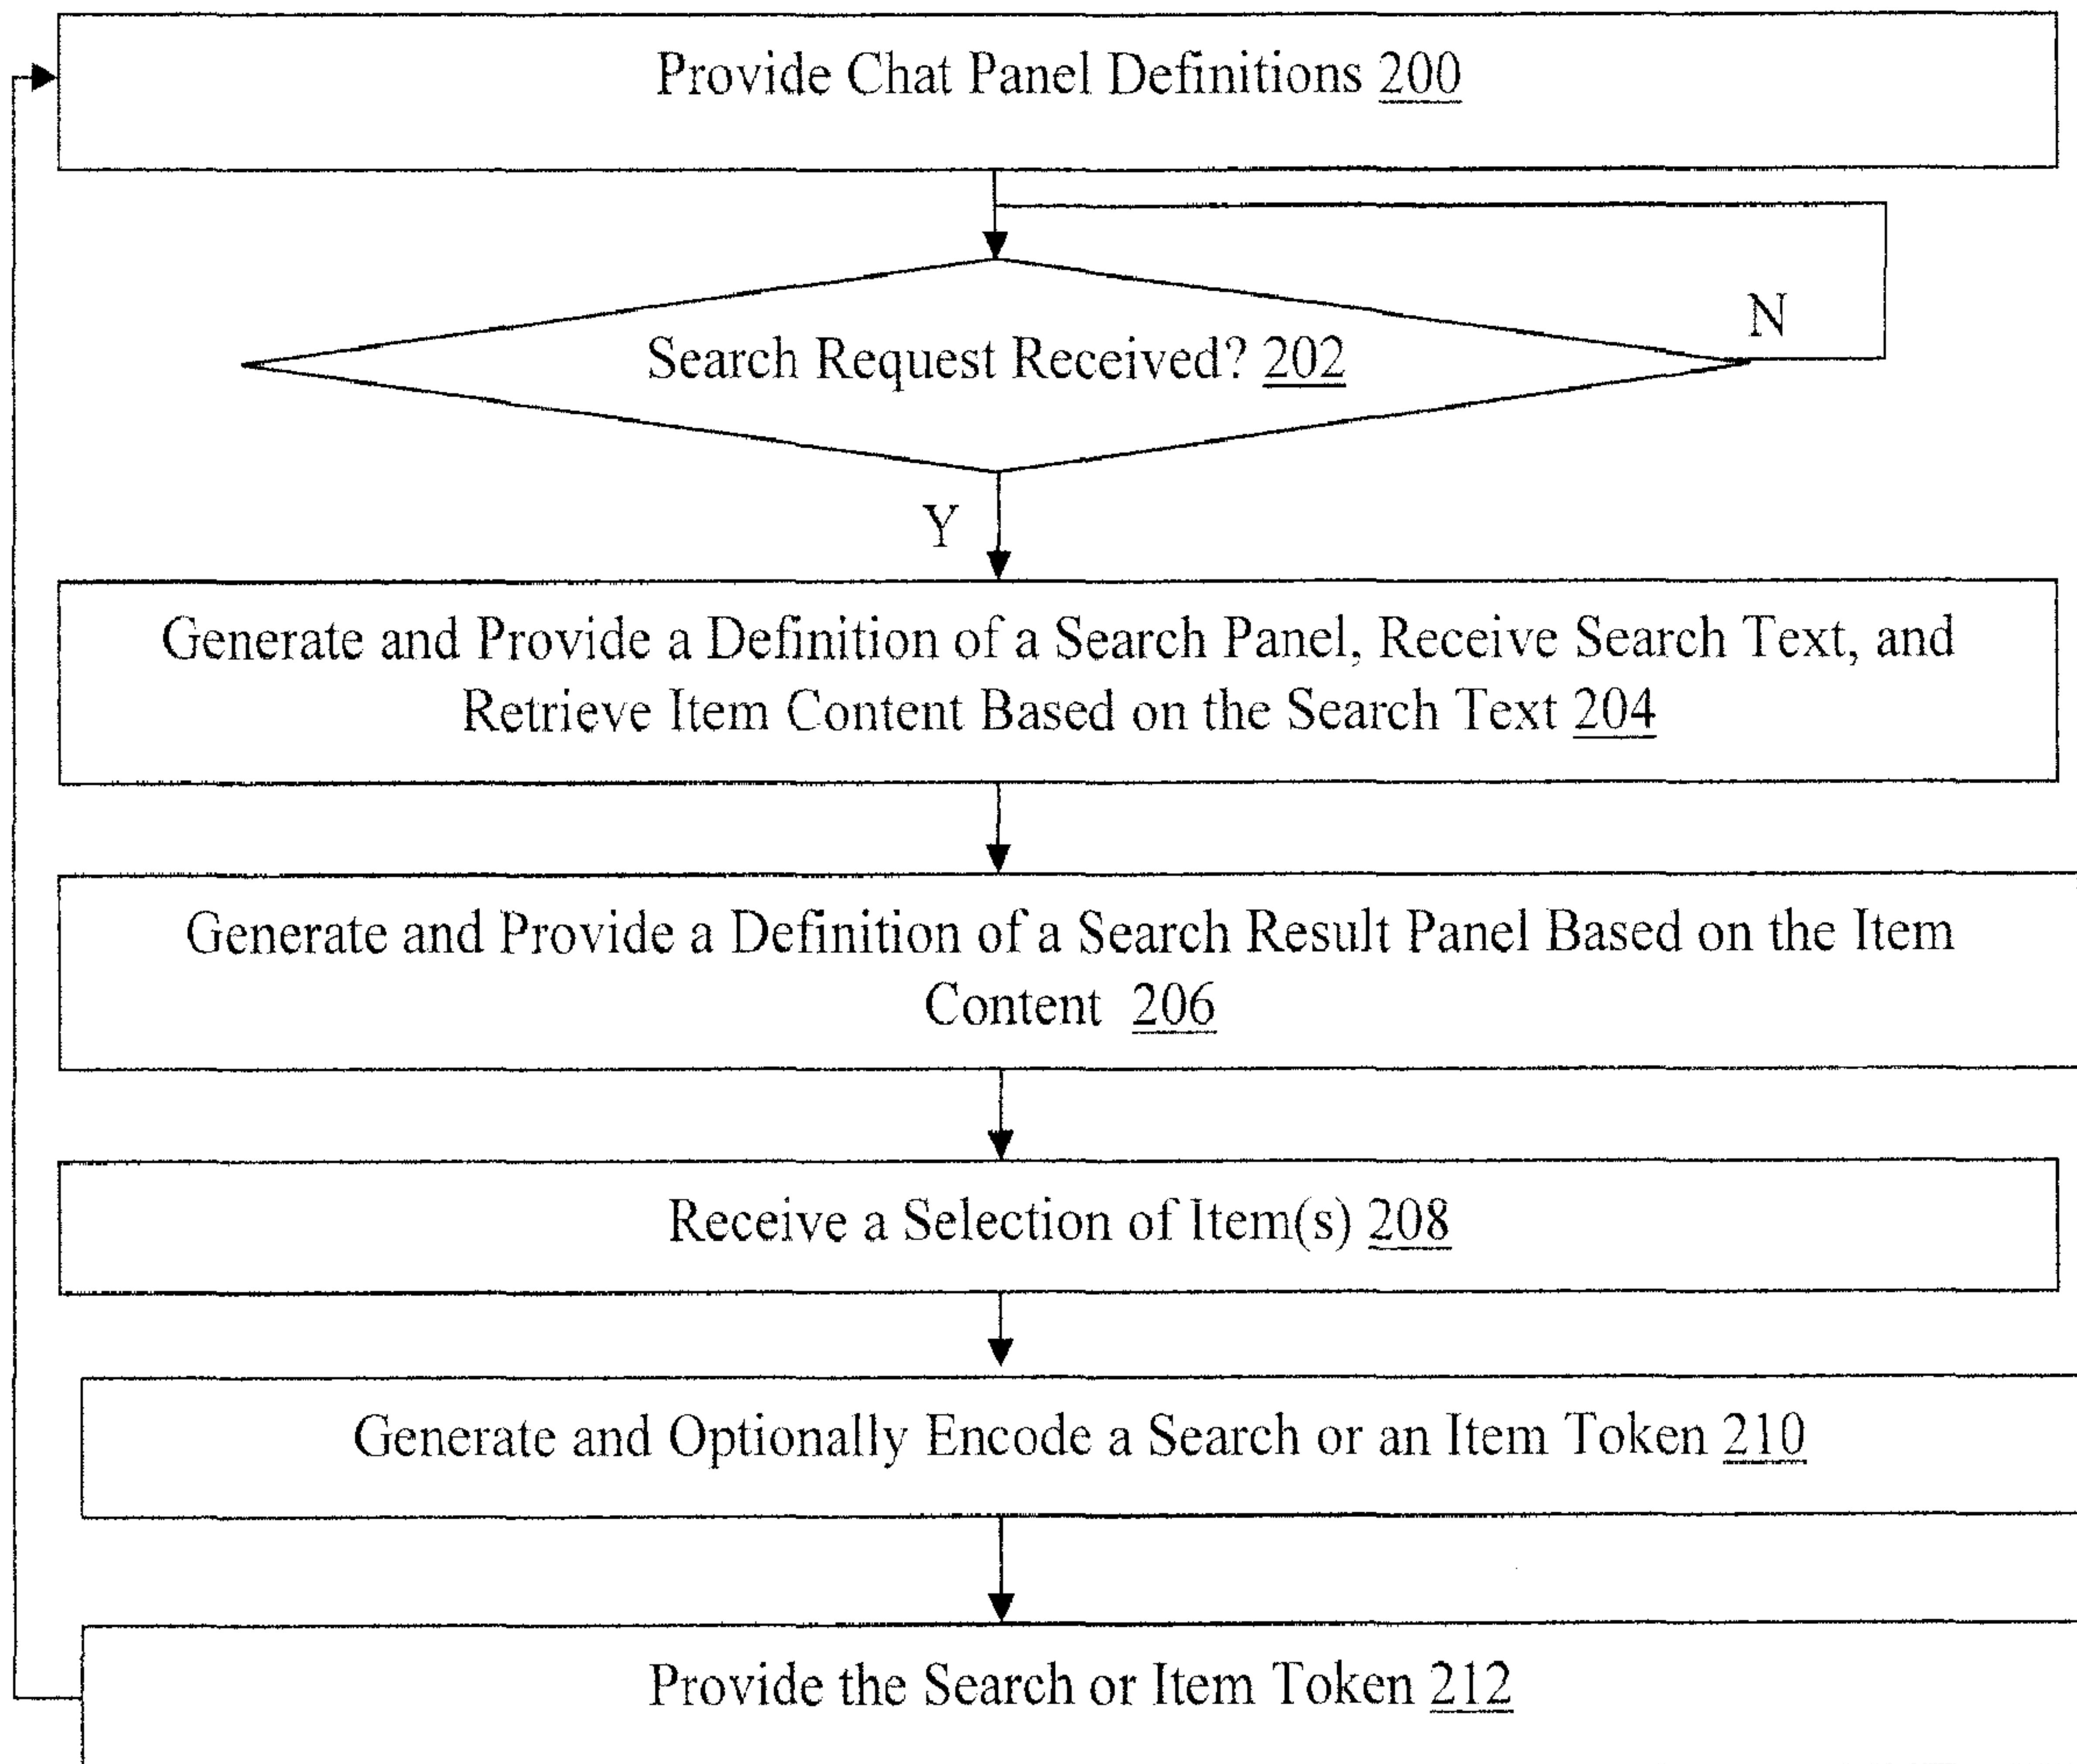 Provide Chat Panel Definitions 200
Search Request Received? 202
N
Y
Generate and Provide a Definition of a Search Panel, Receive Search Text, and
Retrieve Item Content Based on the Search Text 204
Generate and Provide a Definition of a Search Result Panel Based on the Item
Content 206
Receive a Selection of Item(s) 208
Generate and Optionally Encode a Search or an Item Token 210
Provide the Search or Item Token 212